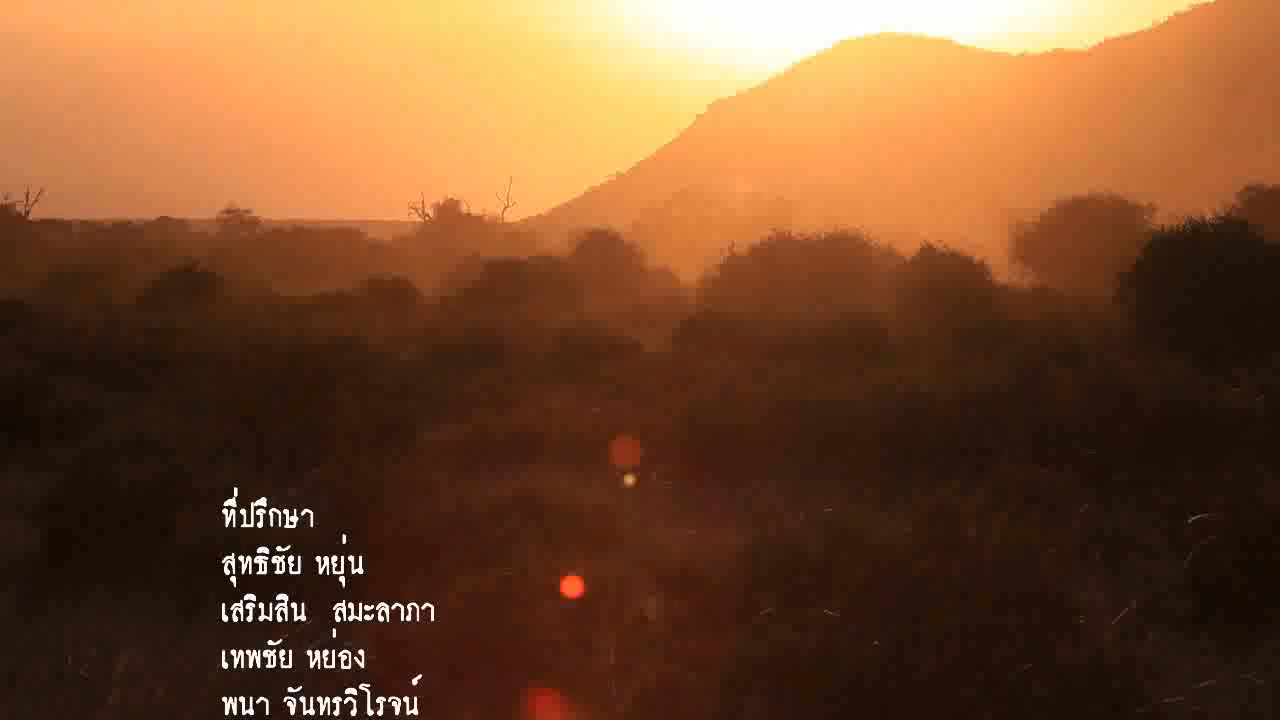 ที่ปรึกษา
สุทธิชัย หยุ่น
เสริมสิน สมะลาภา
เทพชัย หย่อง
พนา จันทรวิโรจน์